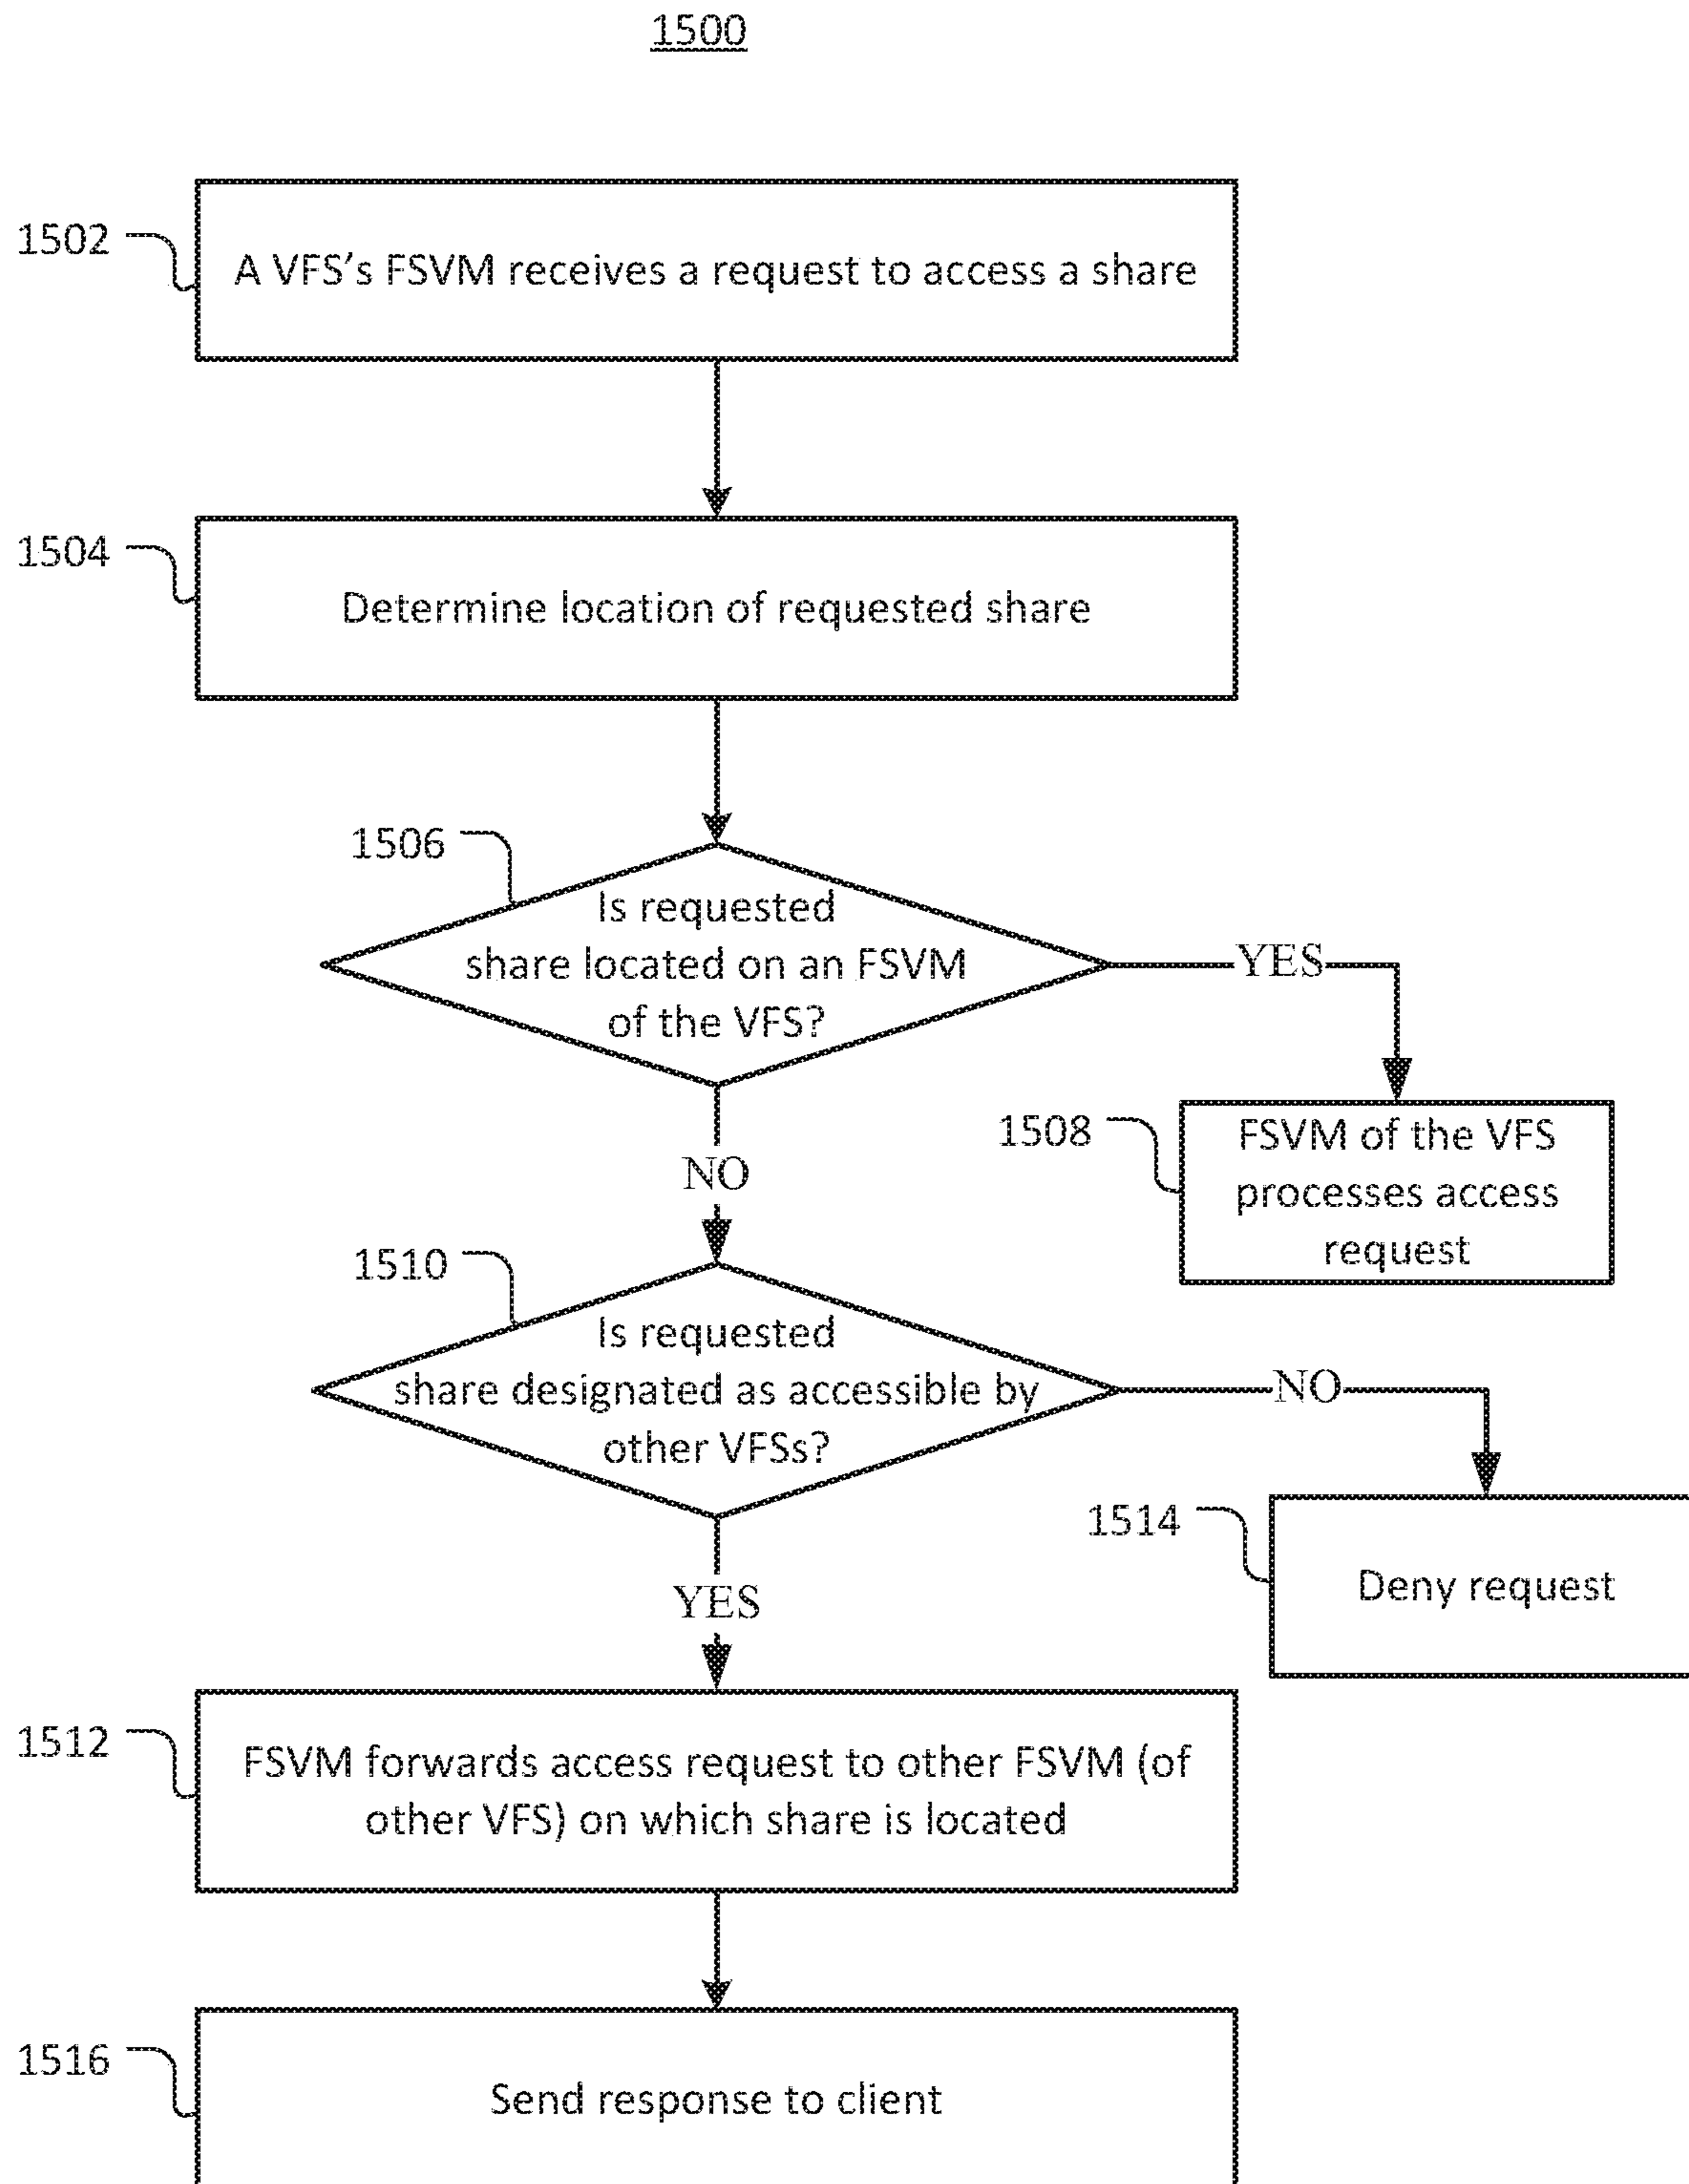 1500
1502
A VFS's FSVM receives a request to access a share
1504
Determine location of requested share
1506
Is requested
share located on an FSVM
of the VFS?
YES
1508
FSVM of the VFS
processes access
request
NO
1510
Is requested
share designated as accessible by
other VFSs?
NO
1514
Deny request
YES
1512
FSVM forwards access request to other FSVM (of
other VFS) on which share is located
1516
Send response to client